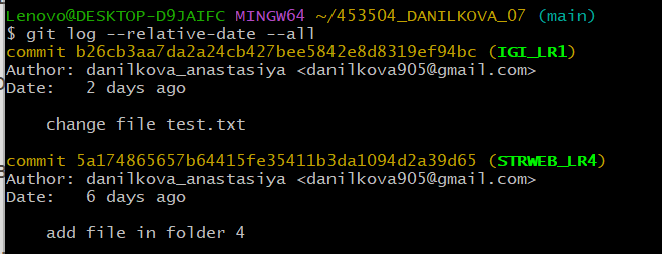 Lenovo@DESKTOP-D9JAIFC MINGW64 ~/453504_DANILKOVA_07 (main)
$ git log --relative-date --all
commit b26cb3aa7da2a24cb427bee5842e8d8319ef94bc (IGI_LR1)
Author: danilkova_anastasiya <danilkova905@gmail.com>
Date:   2 days ago
    change file test.txt
commit 5a174865657b64415fe35411b3da1094d2a39d65 (STRWEB_LR4)
Author: danilkova_anastasiya <danilkova905@gmail.com>
Date:   6 days ago
    add file in folder 4